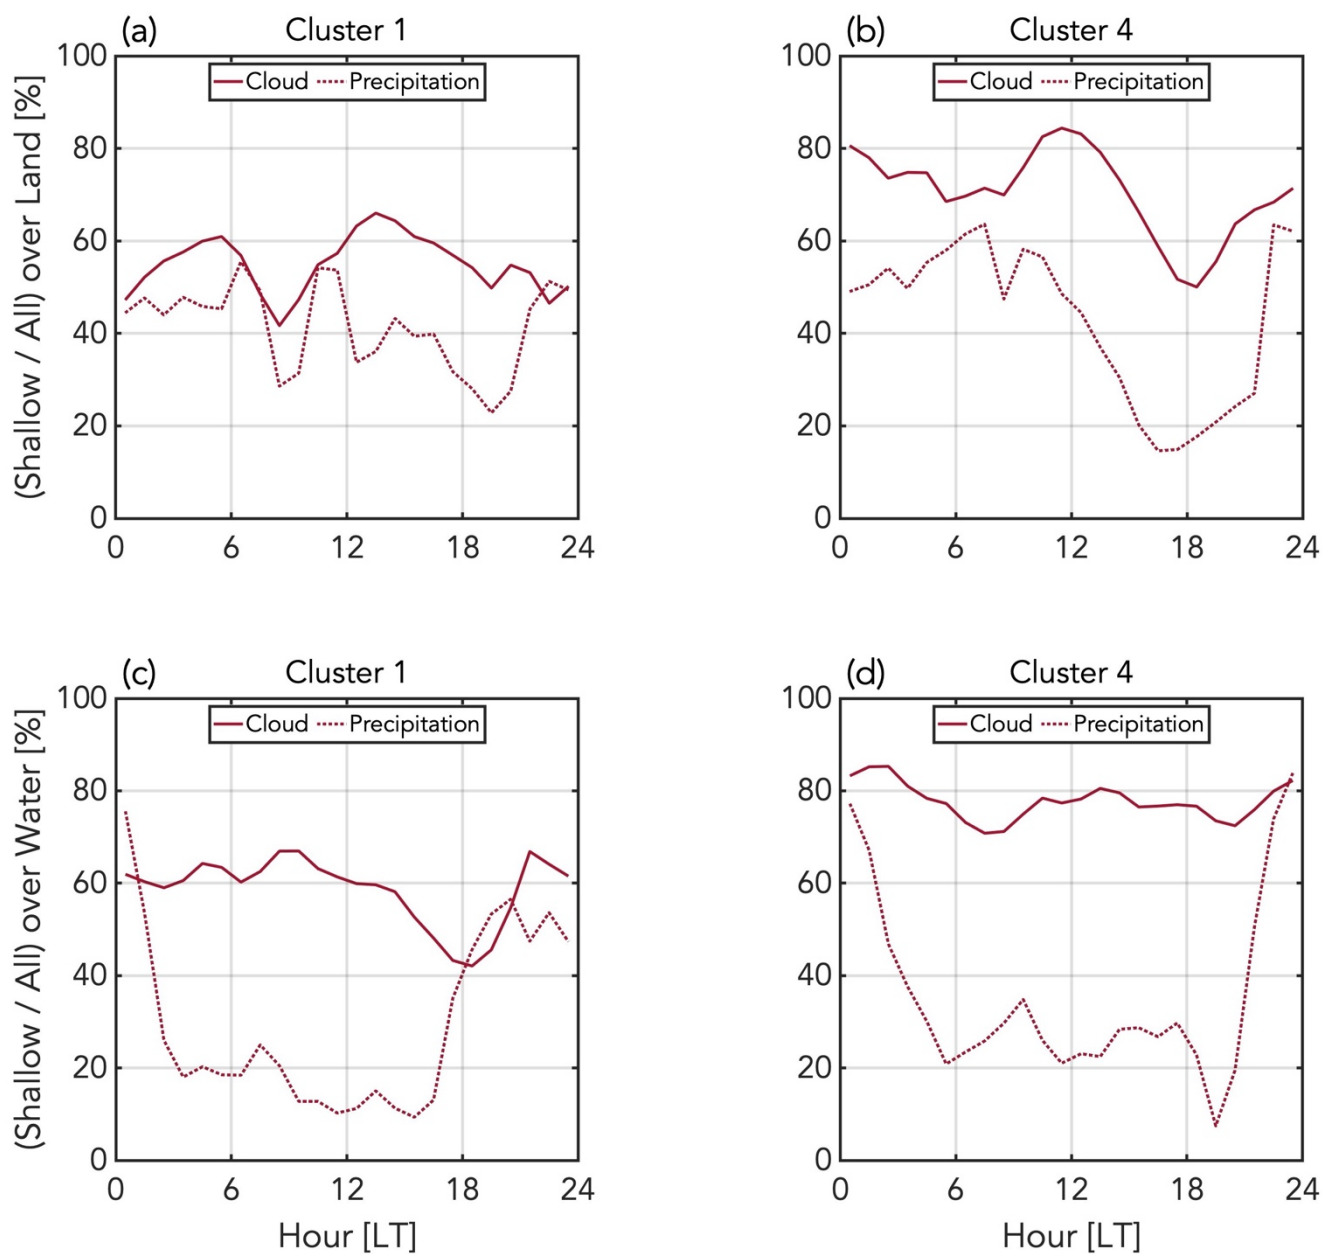 (a) Cluster 1
(b) Cluster 4
Cloud Precipitation
Cloud Precipitation
(Shallow / All) over Land [%]
100
80
60
40
20
0
0 6 12 18 24
100
80
60
40
20
0
0 6 12 18 24
(c) Cluster 1
(d) Cluster 4
Cloud Precipitation
Cloud Precipitation
(Shallow / All) over Water [%]
100
80
60
40
20
0
0 6 12 18 24
Hour [LT]
100
80
60
40
20
0
0 6 12 18 24
Hour [LT]